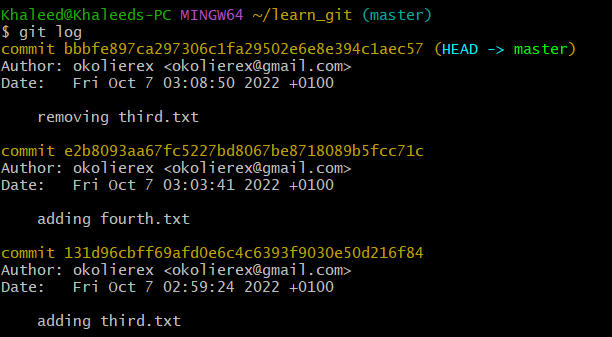 Khaleed@Khaleeds-PC MINGW64 ~/learn_git (master)
$ git log
commit bbbfe897ca297306c1fa29502e6e8e394c1aec57 (HEAD -> master)
Author: okolierex <okolierex@gmail.com>
Date:   Fri Oct 7 03:08:50 2022 +0100
    removing third.txt
commit e2b8093aa67fc5227bd8067be8718089b5fcc71c
Author: okolierex <okolierex@gmail.com>
Date:   Fri Oct 7 03:03:41 2022 +0100
    adding fourth.txt
commit 131d96cbff69afd0e6c4c6393f9030e50d216f84
Author: okolierex <okolierex@gmail.com>
Date:   Fri Oct 7 02:59:24 2022 +0100
    adding third.txt